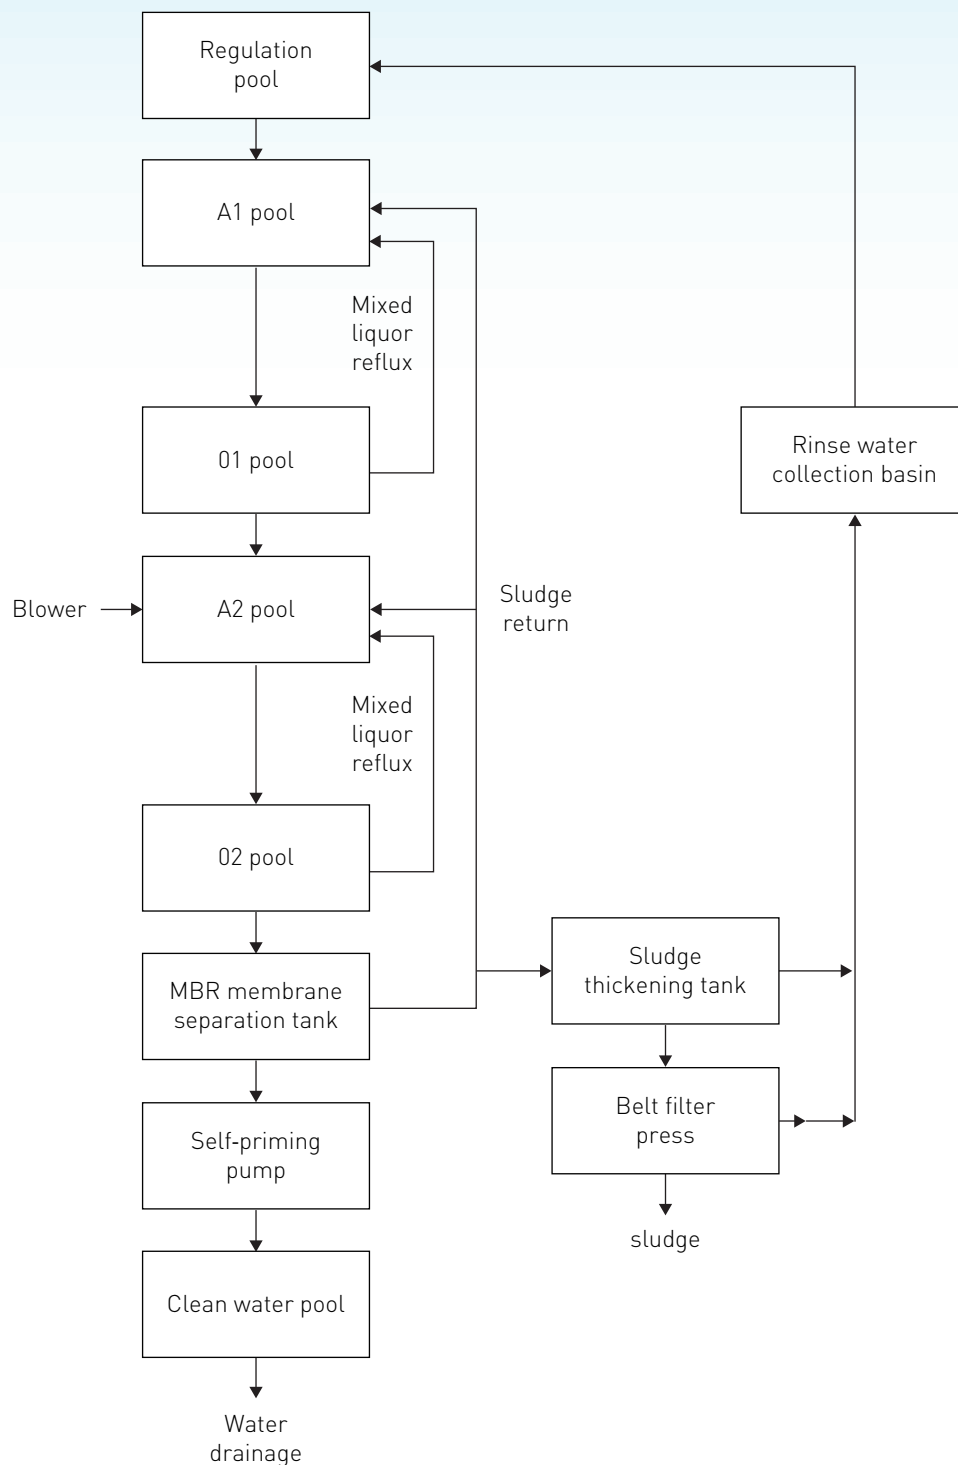 Regulation
pool
A1 pool
Mixed
liquor
reflux
01 pool
Rinse water
collection basin
Blower
A2 pool
Sludge
return
Mixed
liquor
reflux
02 pool
Sludge
thickening tank
MBR membrane
separation tank
Belt filter
press
Self-priming
pump
sludge
Clean water pool
Water
drainage